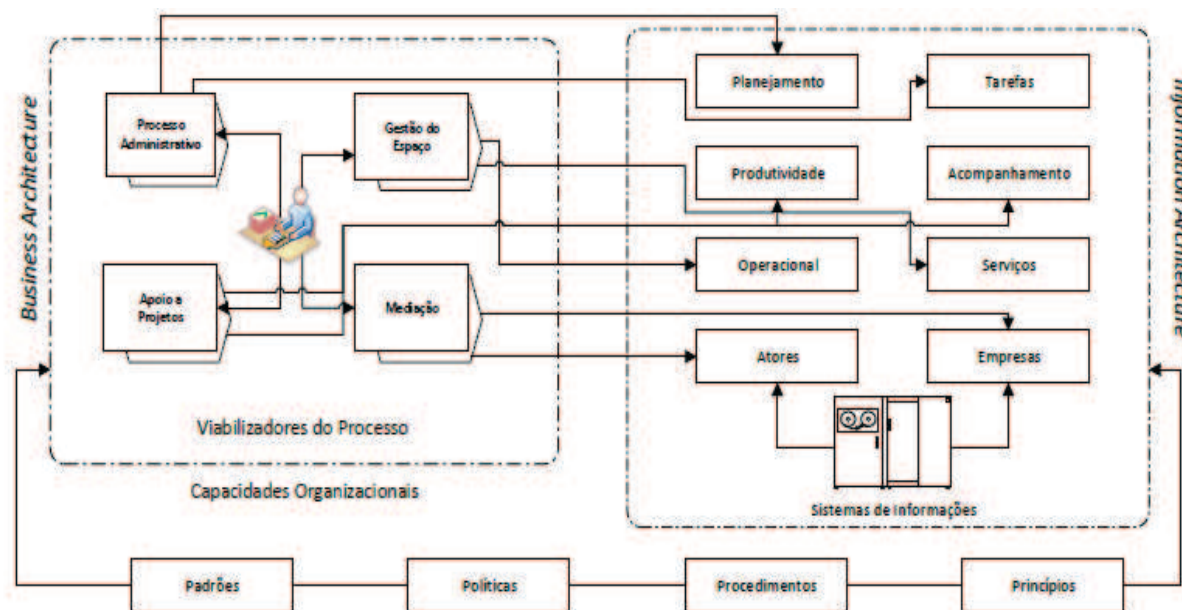 Business Architecture
Processo
Administrativo
Gestão do
Espaço
Apoio a
Projetos
Mediação
Viabilizadores do Processo
Capacidades Organizacionais
Planejamento
Tarefas
Produtividade
Acompanhamento
Operacional
Serviços
Atores
Empresas
Sistemas de Informações
Information Architecture
Padrões
Políticas
Procedimentos
Princípios